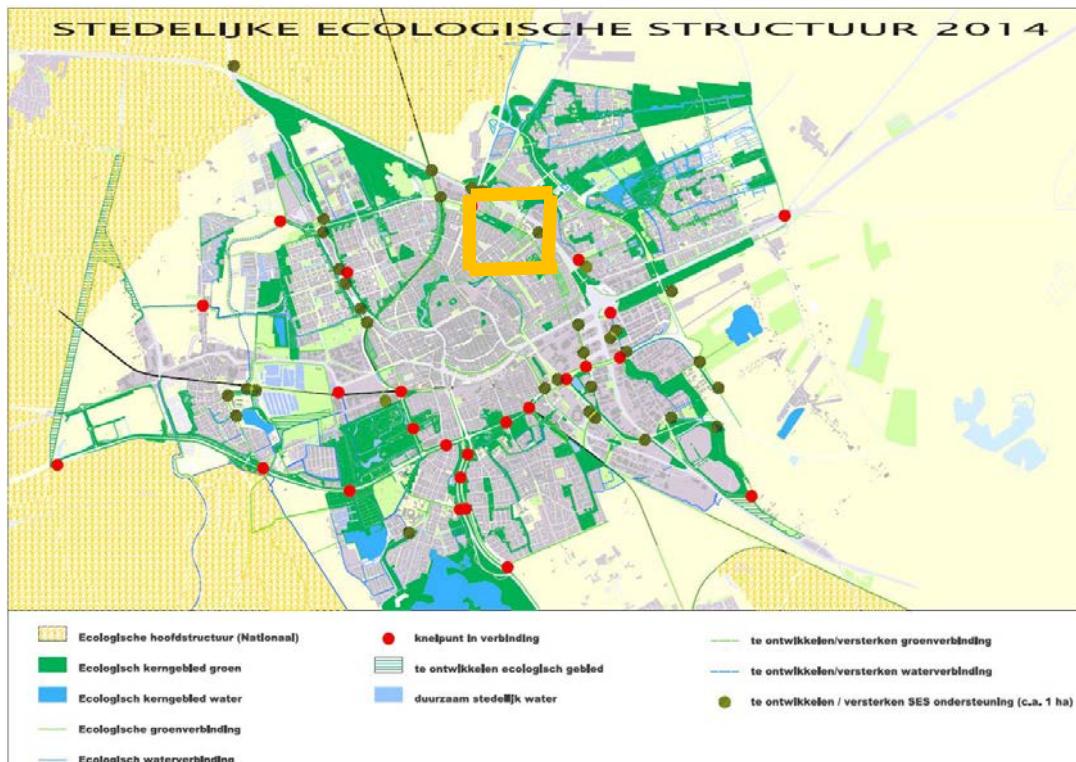 STEDELIJKE ECOLOGISCHE STRUCTUUR 2014
Ecologische hoofdstructuur (Nationaal)
Ecologisch kerngebied groen
Ecologisch kerngebied water
Ecologische groenverbinding
Ecologisch waterverbinding
knelpunt in verbinding
te ontwikkelen ecologisch gebied
duurzaam stedelijk water
te ontwikkelen/versterken groenverbinding
te ontwikkelen/versterken waterverbinding
te ontwikkelen / versterken SES ondersteuning (c.a. 1 ha)